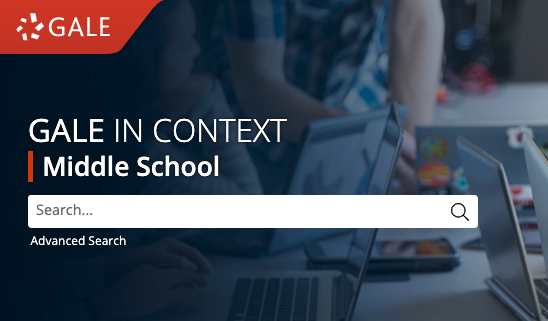 GALE
GALE IN CONTEXT
Middle School
Search...
Advanced Search